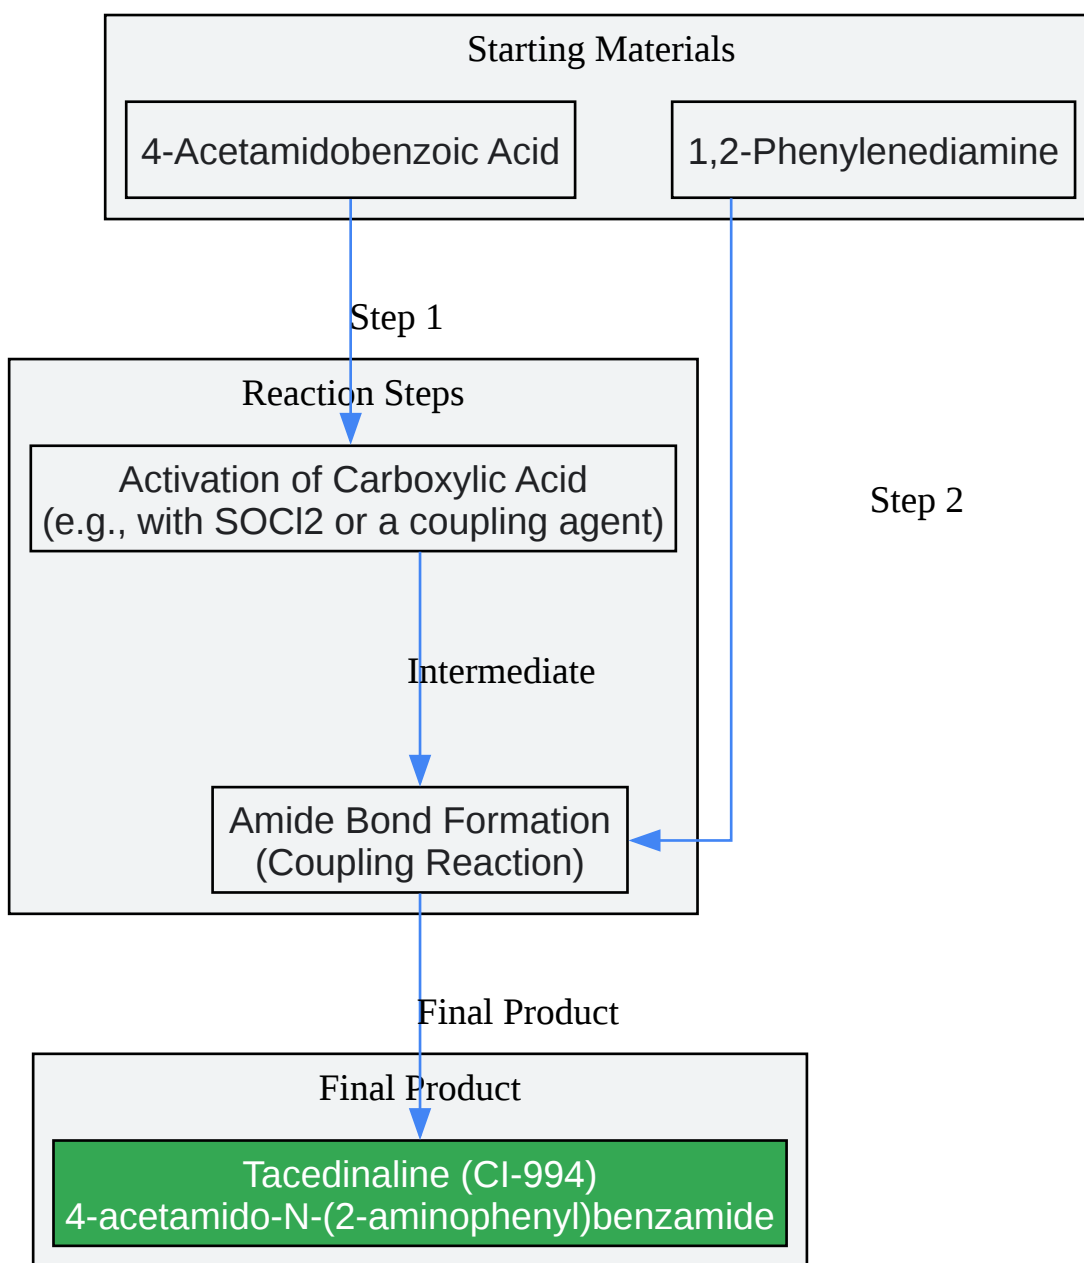 Starting Materials
4-Acetamidobenzoic Acid
1,2-Phenylenediamine
Step 1
Reaction Steps
Activation of Carboxylic Acid
(e.g., with SOCl2 or a coupling agent)
Step 2
Intermediate
Amide Bond Formation
(Coupling Reaction)
Final Product
Final Product
Tacedinaline (CI-994)
4-acetamido-N-(2-aminophenyl)benzamide